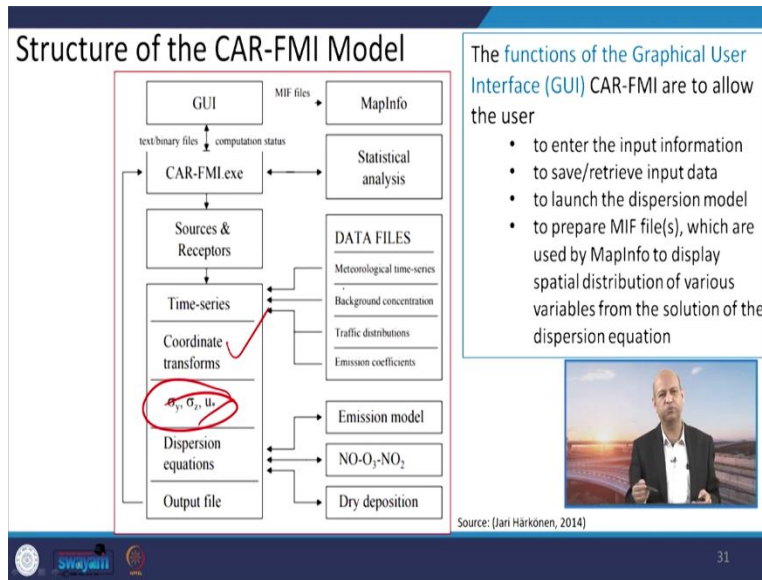 Structure of the CAR-FMI Model
GUI
MIF files
MapInfo
text/binary files
computation status
CAR-FMI.exe
Statistical
analysis
Sources &
Receptors
DATA FILES
Meteorological time-series
Background concentration
Traffic distributions
Emission coefficients
Time-series
Coordinate
transforms
σy, σz, u*
Dispersion
equations
Output file
Emission model
NO-O3-NO2
Dry deposition
The functions of the Graphical User
Interface (GUI) CAR-FMI are to allow
the user
• to enter the input information
• to save/retrieve input data
• to launch the dispersion model
• to prepare MIF file(s), which are
used by MapInfo to display
spatial distribution of various
variables from the solution of the
dispersion equation
Source: (Jari Härkönen, 2014)
swayam
31